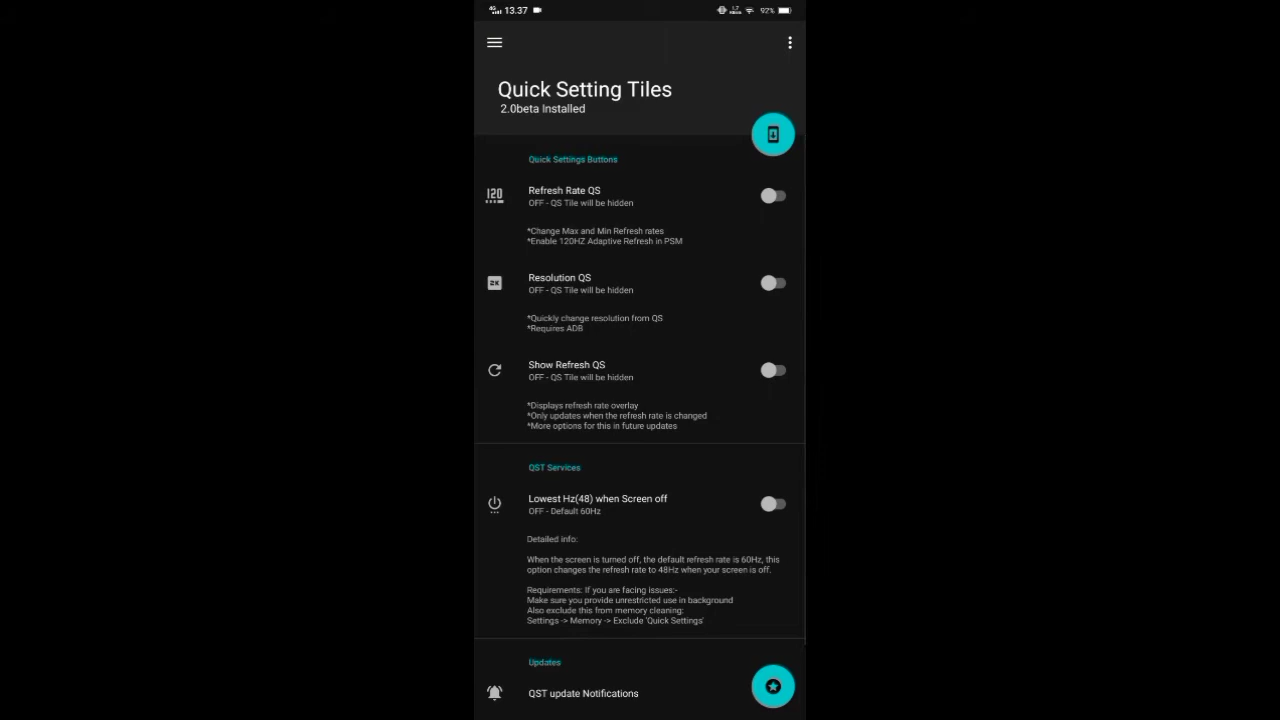 4G 13.37 92%
Quick Setting Tiles
2.0beta Installed
Quick Settings Buttons
120
Refresh Rate QS
OFF - QS Tile will be hidden
*Change Max and Min Refresh rates
*Enable 120HZ Adaptive Refresh in PSM
2K
Resolution QS
OFF - QS Tile will be hidden
*Quickly change resolution from QS
*Requires ADB
Show Refresh QS
OFF - QS Tile will be hidden
*Displays refresh rate overlay
*Only updates when the refresh rate is changed
*More options for this in future updates
QST Services
Lowest Hz(48) when Screen off
OFF - Default 60Hz
Detailed info:
When the screen is turned off, the default refresh rate is 60Hz, this
option changes the refresh rate to 48Hz when your screen is off.
Requirements: If you are facing issues:-
Make sure you provide unrestricted use in background
Also exclude this from memory cleaning:
Settings -> Memory -> Exclude 'Quick Settings'
Updates
QST update Notifications